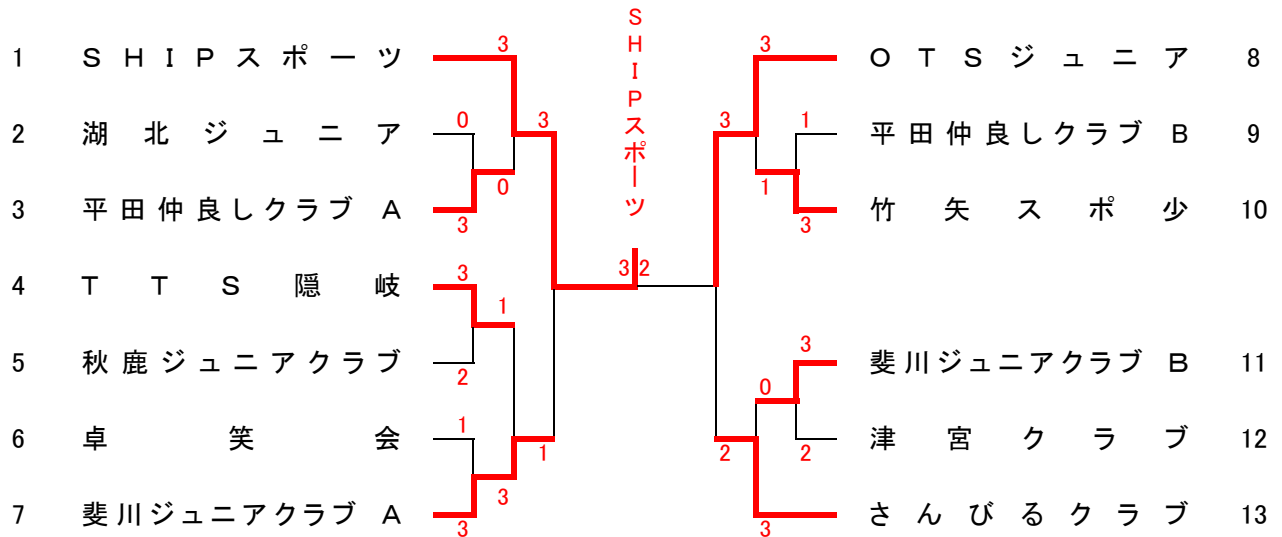 SHIPスポーツ
1 SHIPスポーツ 3
2 湖北ジュニア 0
3 平田仲良しクラブ A 3
3
0
4 TTS隠岐 3
5 秋鹿ジュニアクラブ 2
1
6 卓笑会 1
7 斐川ジュニアクラブ A 3
3
1
3 2
3 OTSジュニア 8
1 平田仲良しクラブ B 9
3 竹矢スポ少 10
3
1
3 斐川ジュニアクラブ B 11
2 津宮クラブ 12
0
3 さんびるクラブ 13
2